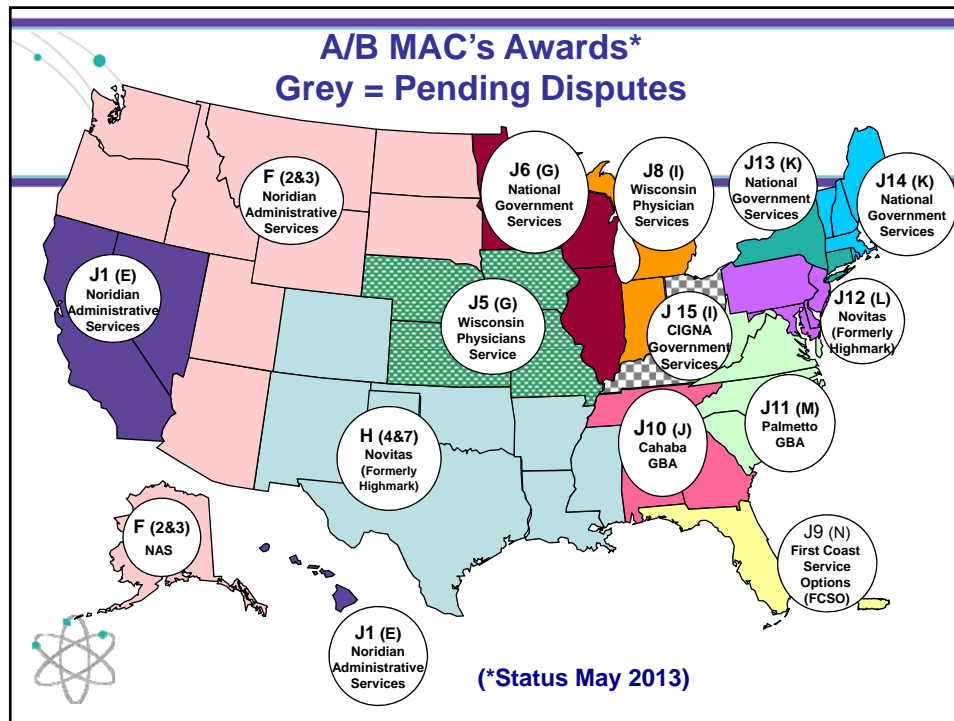 A/B MAC's Awards*
Grey = Pending Disputes
F (2&3)
Noridian
Administrative
Services
J6 (G)
National
Government
Services
J8 (I)
Wisconsin
Physician
Services
J13 (K)
National
Government
Services
J14 (K)
National
Government
Services
J1 (E)
Noridian
Administrative
Services
J5 (G)
Wisconsin
Physicians
Service
J 15 (I)
CIGNA
Government
Services
J12 (L)
Novitas
(Formerly
Highmark)
H (4&7)
Novitas
(Formerly
Highmark)
J10 (J)
Cahaba
GBA
J11 (M)
Palmetto
GBA
F (2&3)
NAS
J9 (N)
First Coast
Service
Options
(FCSO)
J1 (E)
Noridian
Administrative
Services
(*Status May 2013)